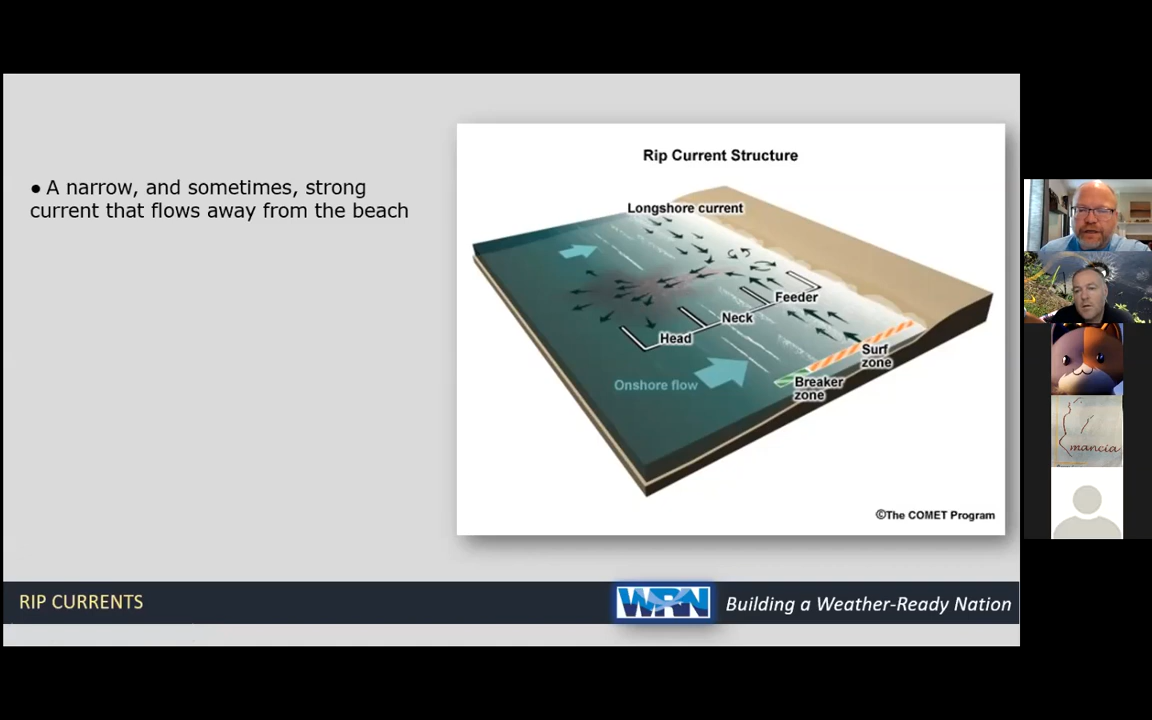 ● A narrow, and sometimes, strong
current that flows away from the beach
Rip Current Structure
Longshore current
Feeder
Neck
Head
Surf
zone
Onshore flow
Breaker
zone
©The COMET Program
mancia
RIP CURRENTS
WRN
Building a Weather-Ready Nation